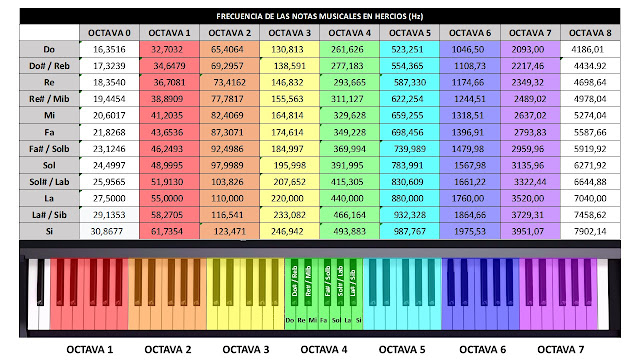 FRECUENCIA DE LAS NOTAS MUSICALES EN HERCIOS (Hz)
OCTAVA 0 OCTAVA 1 OCTAVA 2 OCTAVA 3 OCTAVA 4 OCTAVA 5 OCTAVA 6 OCTAVA 7 OCTAVA 8
Do 16,3516 32,7032 65,4064 130,813 261,626 523,251 1046,50 2093,00 4186,01
Do# / Reb 17,3239 34,6479 69,2957 138,591 277,183 554,365 1108,73 2217,46 4434,92
Re 18,3540 36,7081 73,4162 146,832 293,665 587,330 1174,66 2349,32 4698,64
Re# / Mib 19,4454 38,8909 77,7817 155,563 311,127 622,254 1244,51 2489,02 4978,04
Mi 20,6017 41,2035 82,4069 164,814 329,628 659,255 1318,51 2637,02 5274,04
Fa 21,8268 43,6536 87,3071 174,614 349,228 698,456 1396,91 2793,83 5587,66
Fa# / Solb 23,1246 46,2493 92,4986 184,997 369,994 739,989 1479,98 2959,96 5919,92
Sol 24,4997 48,9995 97,9989 195,998 391,995 783,991 1567,98 3135,96 6271,92
Sol# / Lab 25,9565 51,9130 103,826 207,652 415,305 830,609 1661,22 3322,44 6644,88
La 27,5000 55,0000 110,000 220,000 440,000 880,000 1760,00 3520,00 7040,00
La# / Sib 29,1353 58,2705 116,541 233,082 466,164 932,328 1864,66 3729,31 7458,62
Si 30,8677 61,7354 123,471 246,942 493,883 987,767 1975,53 3951,07 7902,14
Do# / Reb Re# / Mib Fa# / Solb Sol# / Lab La# / Sib
Do Re Mi Fa Sol La Si
OCTAVA 1 OCTAVA 2 OCTAVA 3 OCTAVA 4 OCTAVA 5 OCTAVA 6 OCTAVA 7